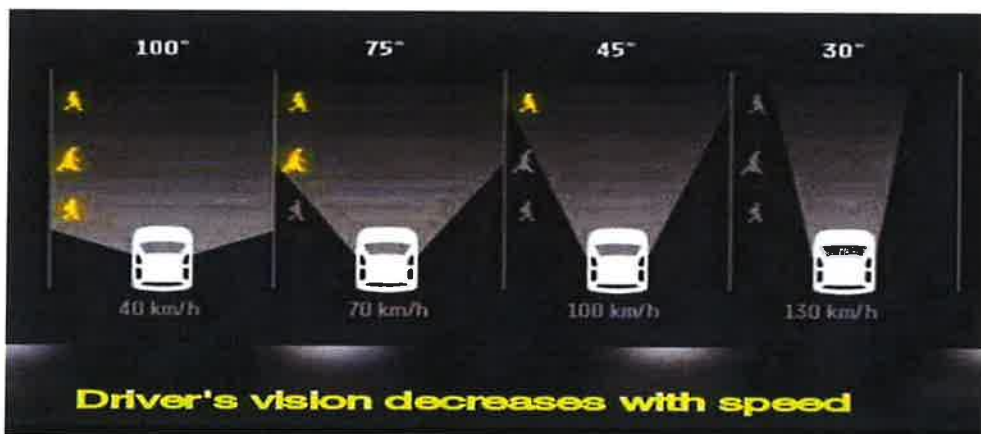 100° 75° 45° 30°
40 km/h 70 km/h 100 km/h 130 km/h
Driver's vision decreases with speed